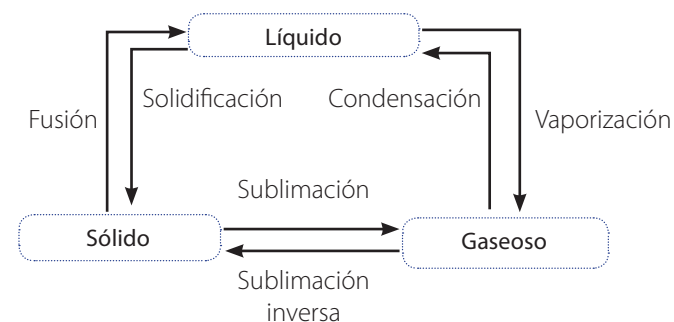 Líquido
Solidificación
Condensación
Fusión
Vaporización
Sublimación
Sólido
Gaseoso
Sublimación
inversa